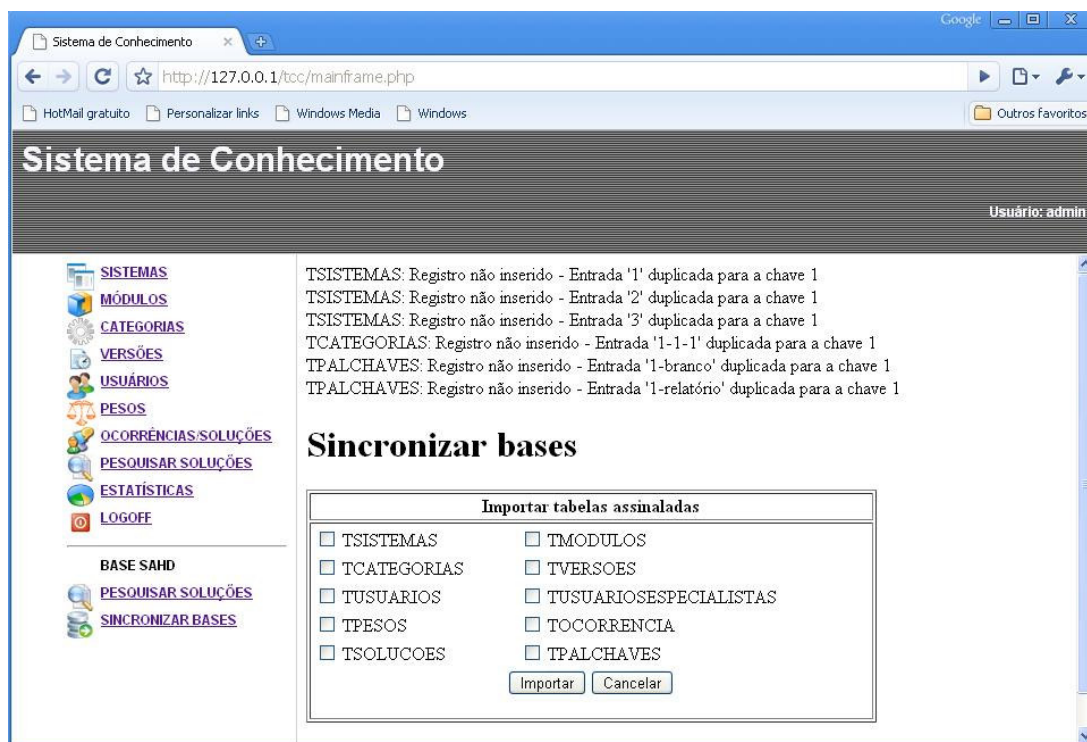 Google
Sistema de Conhecimento
http://127.0.0.1/tcc/mainframe.php
HotMail gratuito Personalizar links Windows Media Windows Outros favoritos
Sistema de Conhecimento
Usuário: admin
SISTEMAS
MÓDULOS
CATEGORIAS
VERSÕES
USUÁRIOS
PESOS
OCORRÊNCIAS/SOLUÇÕES
PESQUISAR SOLUÇÕES
ESTATÍSTICAS
LOGOFF
BASE SAHD
PESQUISAR SOLUÇÕES
SINCRONIZAR BASES
TSISTEMAS: Registro não inserido - Entrada '1' duplicada para a chave 1
TSISTEMAS: Registro não inserido - Entrada '2' duplicada para a chave 1
TSISTEMAS: Registro não inserido - Entrada '3' duplicada para a chave 1
TCATEGORIAS: Registro não inserido - Entrada '1-1-1' duplicada para a chave 1
TPALCHAVES: Registro não inserido - Entrada '1-branco' duplicada para a chave 1
TPALCHAVES: Registro não inserido - Entrada '1-relatório' duplicada para a chave 1
Sincronizar bases
Importar tabelas assinaladas
TSISTEMAS TMODULOS
TCATEGORIAS TVERSOES
TUSUARIOS TUSUARIOSESPECIALISTAS
TPESOS TOCORRENCIA
TSOLUCOES TPALCHAVES
Importar Cancelar